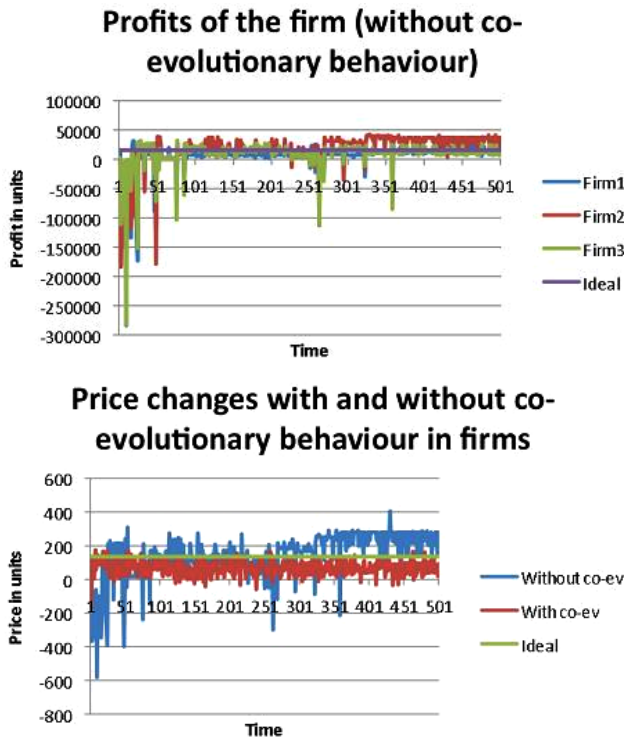 Profits of the firm (without co-
evolutionary behaviour)
100000
50000
0
-50000
-100000
-150000
-200000
-250000
-300000
Profit in units
1 51 101 151 201 251 301 351 401 451 501
Time
Firm1
Firm2
Firm3
Ideal
Price changes with and without co-
evolutionary behaviour in firms
600
400
200
0
-200
-400
-600
-800
Price in units
1 51 101 151 201 251 301 351 401 451 501
Time
Without co-ev
With co-ev
Ideal